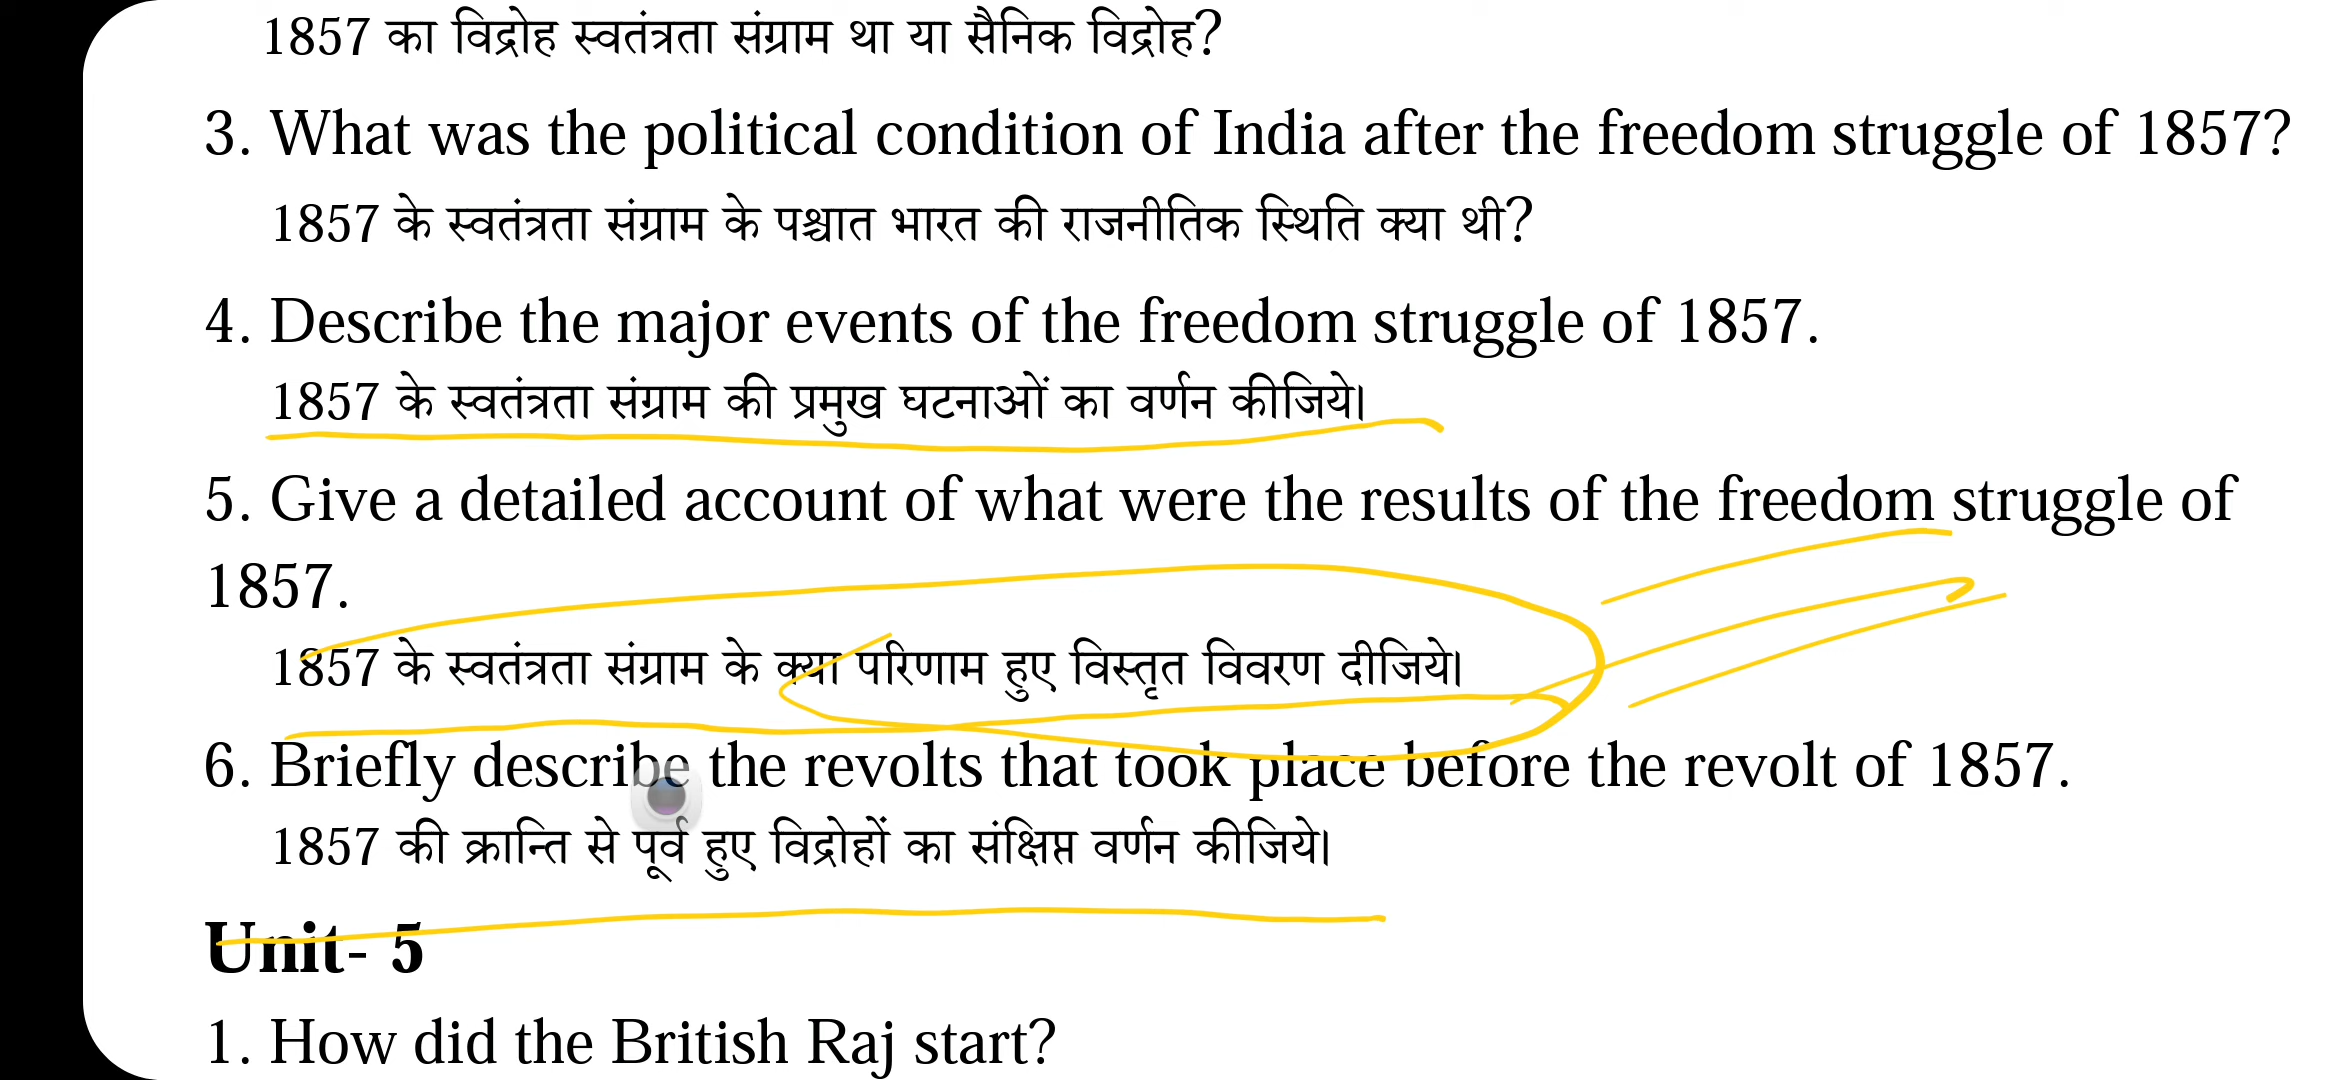 1857 का विद्रोह स्वतंत्रता संग्राम था या सैनिक विद्रोह?
3. What was the political condition of India after the freedom struggle of 1857?
1857 के स्वतंत्रता संग्राम के पश्चात भारत की राजनीतिक स्थिति क्या थी?
4. Describe the major events of the freedom struggle of 1857.
1857 के स्वतंत्रता संग्राम की प्रमुख घटनाओं का वर्णन कीजिये।
5. Give a detailed account of what were the results of the freedom struggle of
1857.
1857 के स्वतंत्रता संग्राम के क्या परिणाम हुए विस्तृत विवरण दीजिये।
6. Briefly describe the revolts that took place before the revolt of 1857.
1857 की क्रान्ति से पूर्व हुए विद्रोहों का संक्षिप्त वर्णन कीजिये।
Unit- 5
1. How did the British Raj start?